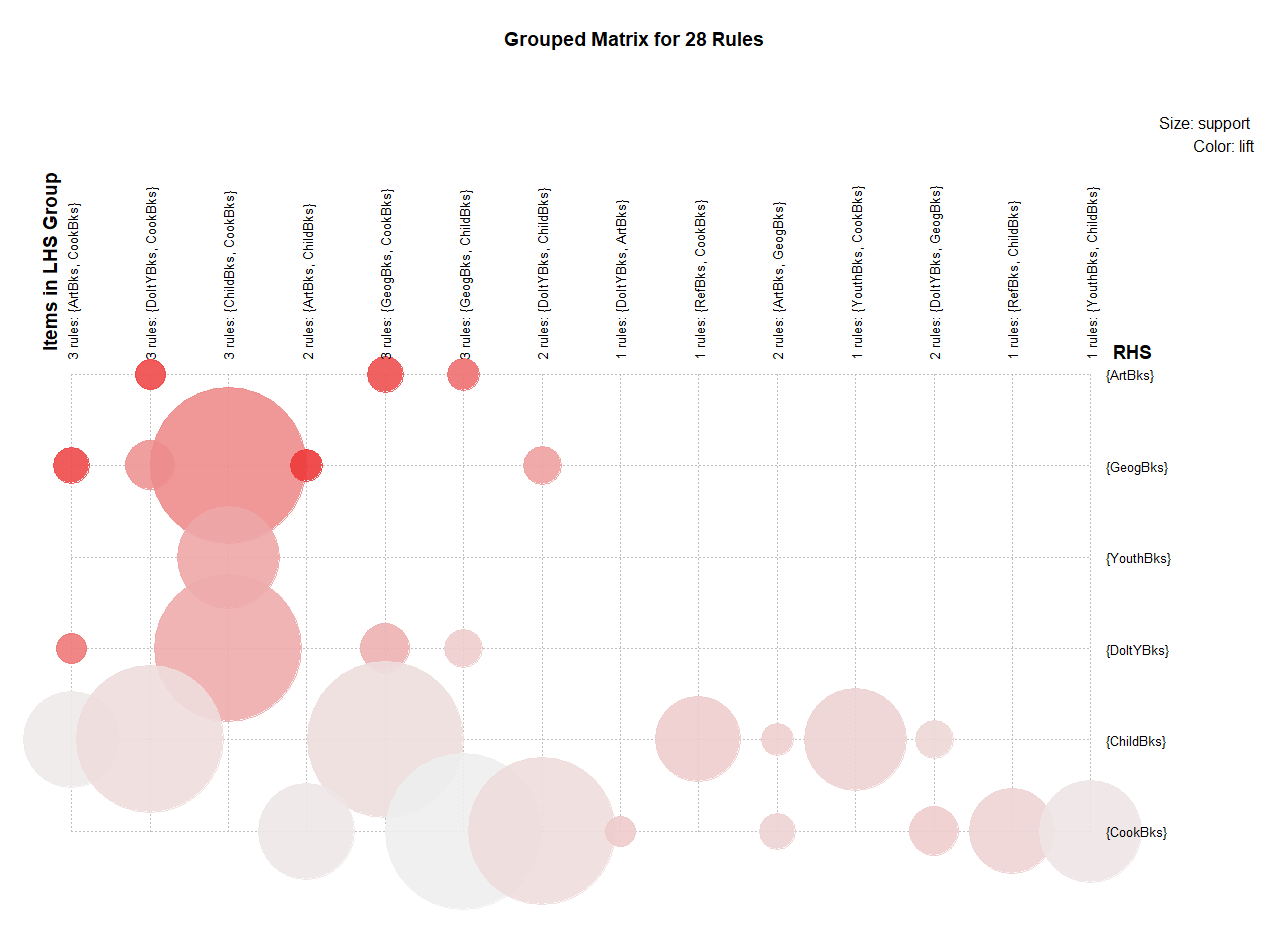 Grouped Matrix for 28 Rules
Size: support
Color: lift
Items in LHS Group
3 rules: {ArtBks, CookBks}
3 rules: {DoItYBks, CookBks}
3 rules: {ChildBks, CookBks}
2 rules: {ArtBks, ChildBks}
3 rules: {GeogBks, CookBks}
3 rules: {GeogBks, ChildBks}
2 rules: {DoItYBks, ChildBks}
1 rules: {DoItYBks, ArtBks}
1 rules: {RefBks, CookBks}
2 rules: {ArtBks, GeogBks}
1 rules: {YouthBks, CookBks}
2 rules: {DoItYBks, GeogBks}
1 rules: {RefBks, ChildBks}
1 rules: {YouthBks, ChildBks}
RHS
{ArtBks}
{GeogBks}
{YouthBks}
{DoItYBks}
{ChildBks}
{CookBks}